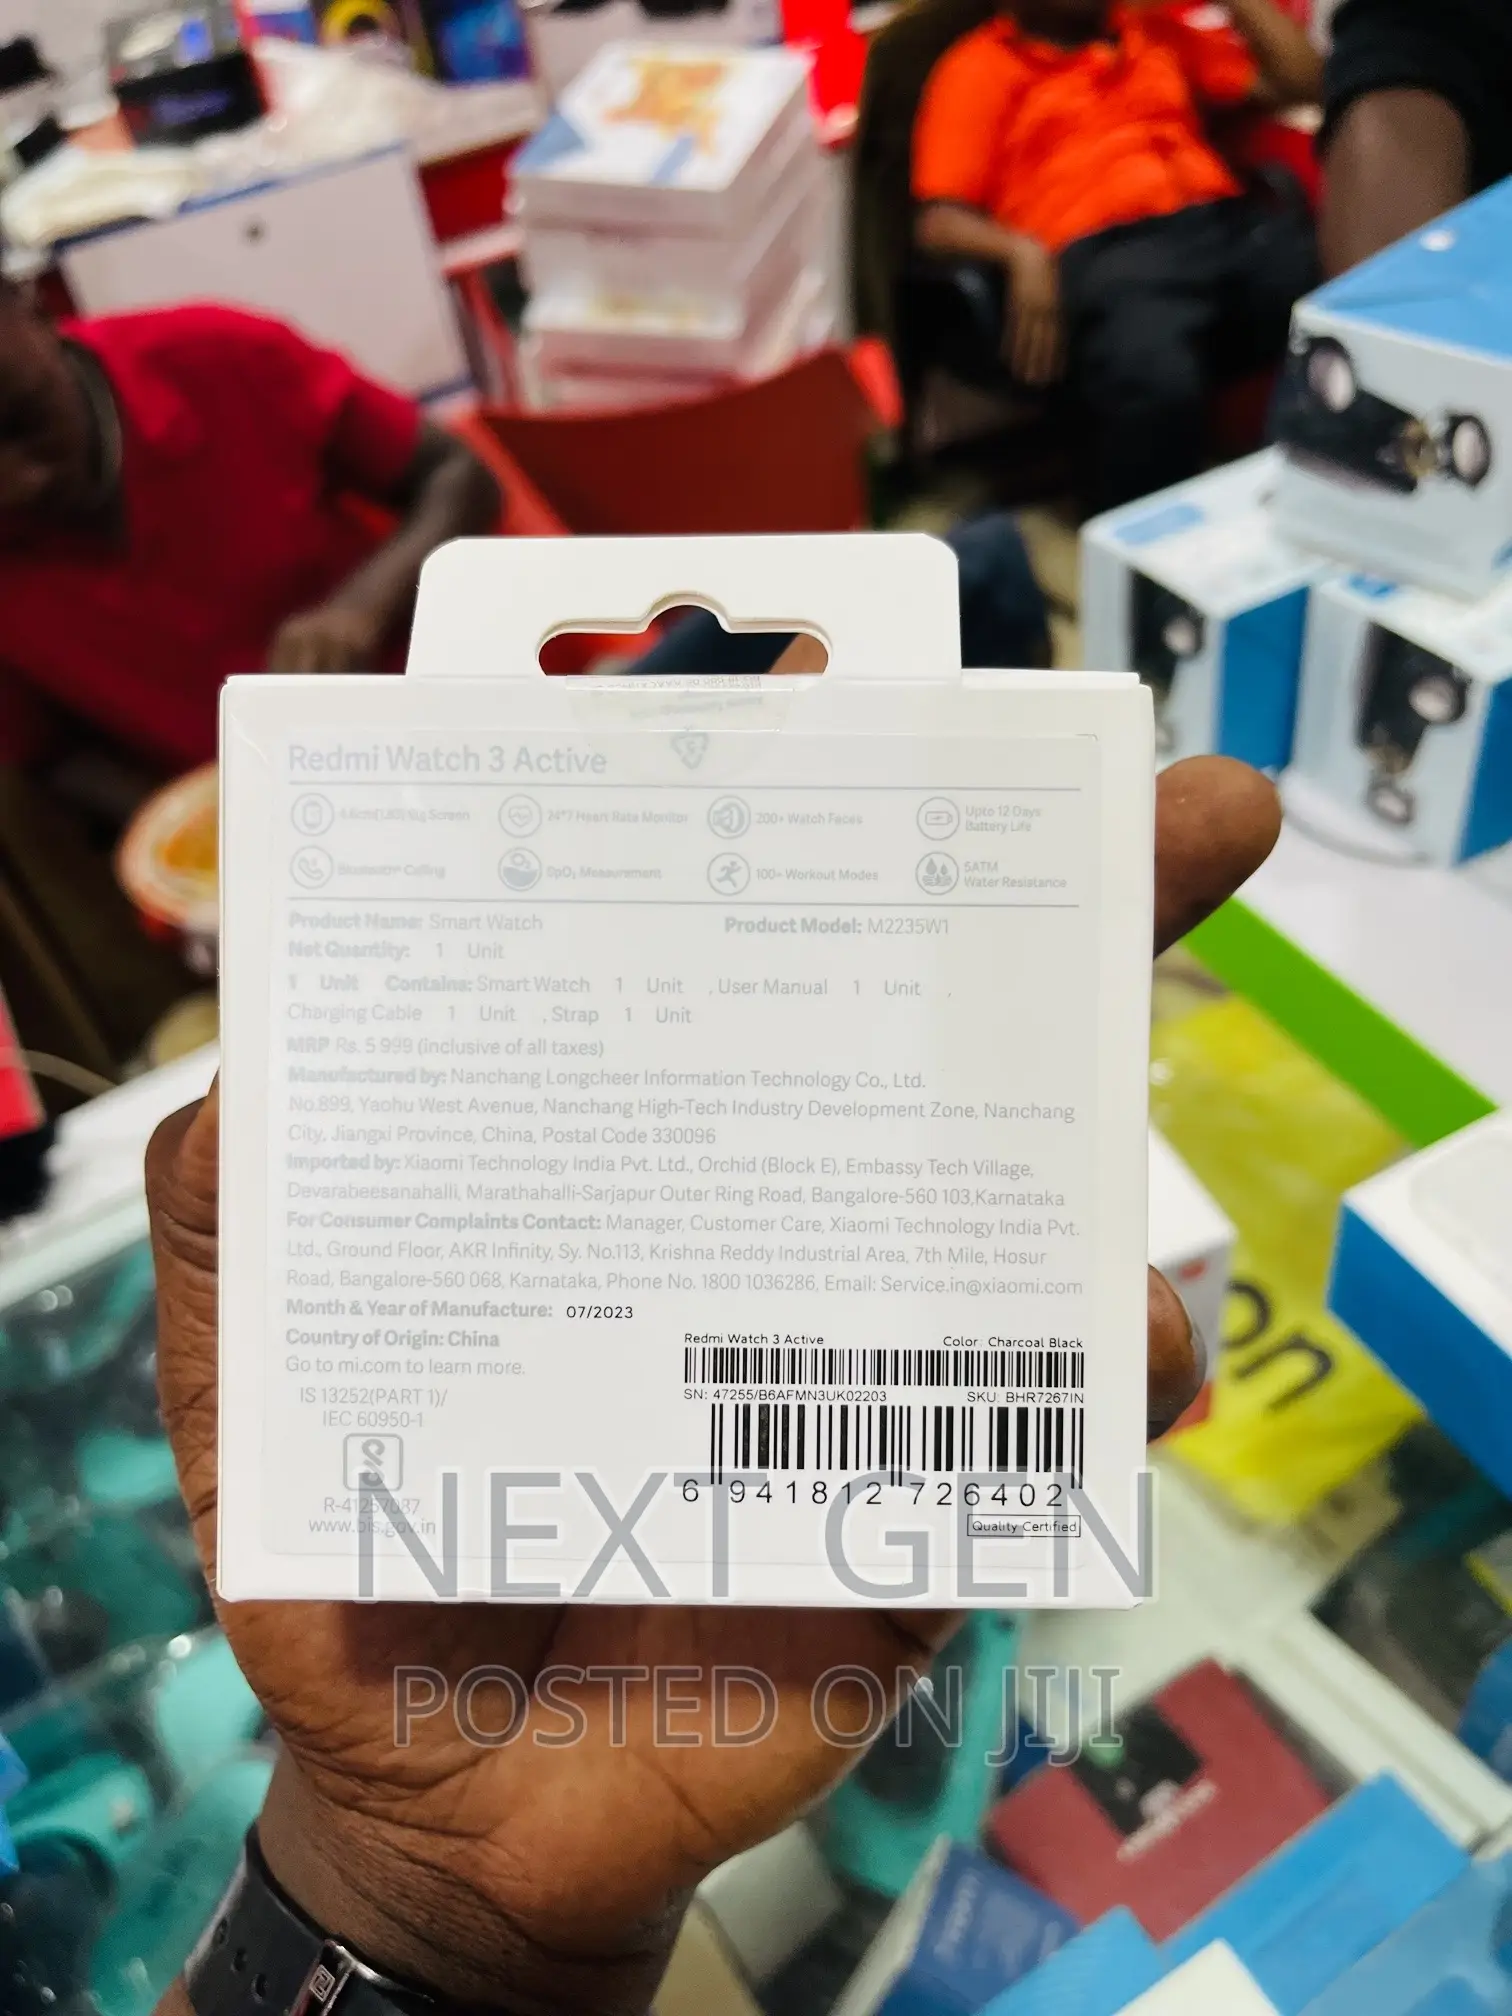 Redmi Watch 3 Active
24*7 Heart Rate Monitor
200+ Watch Faces
Upto 12 Days
Battery Life
Bluetooth® Calling
SpO₂ Measurement
100+ Workout Modes
5ATM
Water Resistance
Product Name: Smart Watch Product Model: M2235W1
Net Quantity: 1 Unit
1 Unit Contains: Smart Watch 1 Unit , User Manual 1 Unit ,
Charging Cable 1 Unit , Strap 1 Unit
MRP Rs. 5 999 (inclusive of all taxes)
Manufactured by: Nanchang Longcheer Information Technology Co., Ltd.
No.899, Yaohu West Avenue, Nanchang High-Tech Industry Development Zone, Nanchang
City, Jiangxi Province, China, Postal Code 330096
Imported by: Xiaomi Technology India Pvt. Ltd., Orchid (Block E), Embassy Tech Village,
Devarabeesanahalli, Marathahalli-Sarjapur Outer Ring Road, Bangalore-560 103,Karnataka
For Consumer Complaints Contact: Manager, Customer Care, Xiaomi Technology India Pvt.
Ltd., Ground Floor, AKR Infinity, Sy. No.113, Krishna Reddy Industrial Area, 7th Mile, Hosur
Road, Bangalore-560 068, Karnataka, Phone No. 1800 1036286, Email: Service.in@xiaomi.com
Month & Year of Manufacture: 07/2023
Country of Origin: China
Go to mi.com to learn more.
IS 13252(PART 1)/
IEC 60950-1
R-41257087
www.bis.gov.in
Redmi Watch 3 Active Color: Charcoal Black
SN: 47255/B6AFMN3UK02203 SKU: BHR7267IN
6 941812 726402
Quality Certified
NEXT GEN
POSTED ON JIJI
on